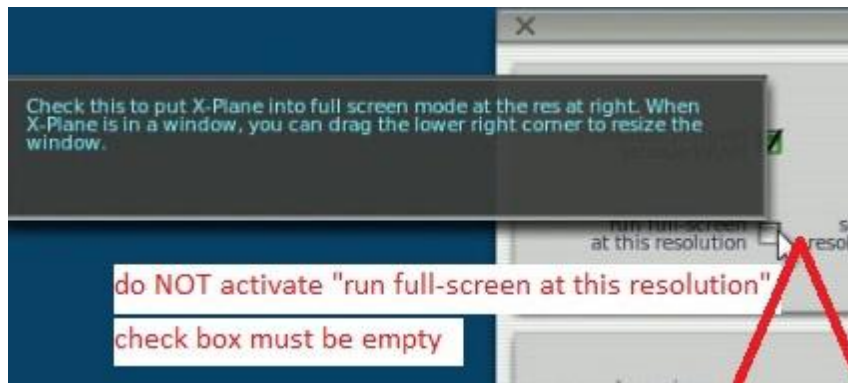 Check this to put X-Plane into full screen mode at the res at right. When
X-Plane is in a window, you can drag the lower right corner to resize the
window.
run full-screen
at this resolution
do NOT activate "run full-screen at this resolution"
check box must be empty